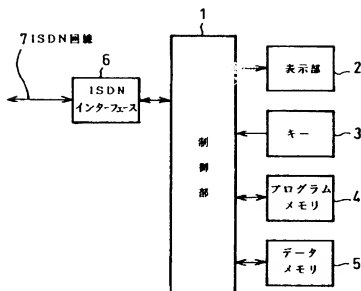 1
7 ISDN回線
6
ISDN
インターフェース
表示部
2
制御部
キー
3
プログラム
メモリ
4
データ
メモリ
5